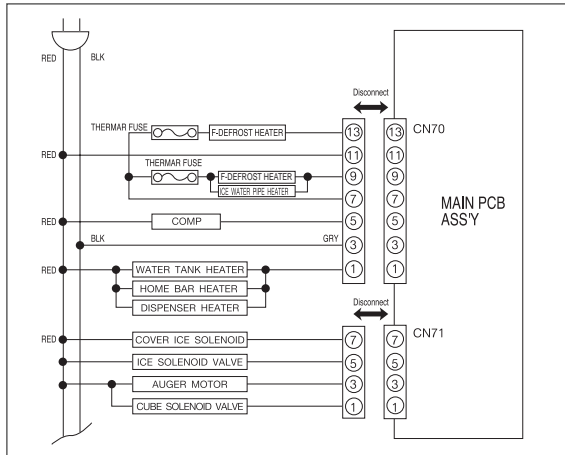 RED BLK
Disconnect
THERMAR FUSE F-DEFROST HEATER 13 13 CN70
RED 11 11
THERMAR FUSE
F-DEFROST HEATER 9 9
ICE WATER PIPE HEATER
7 7
MAIN PCB
ASS'Y
RED COMP 5 5
BLK GRY 3 3
RED WATER TANK HEATER 1 1
HOME BAR HEATER
DISPENSER HEATER
Disconnect
RED COVER ICE SOLENOID 7 7 CN71
ICE SOLENOID VALVE 5 5
AUGER MOTOR 3 3
CUBE SOLENOID VALVE 1 1